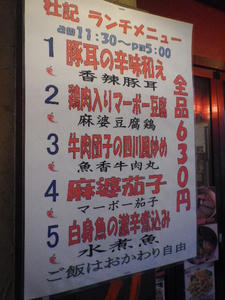 杜記 ランチメニュー
am11:30~pm5:00
1 豚耳の辛味和え
香辣豚耳
2 鶏肉入りマーボー豆腐
麻婆豆腐鶏
3 牛肉団子の四川風炒め
魚香牛肉丸
4 麻婆茄子
マーボー茄子
5 白身魚の激辛煮込み
水煮魚
ご飯はおかわり自由
全品630円